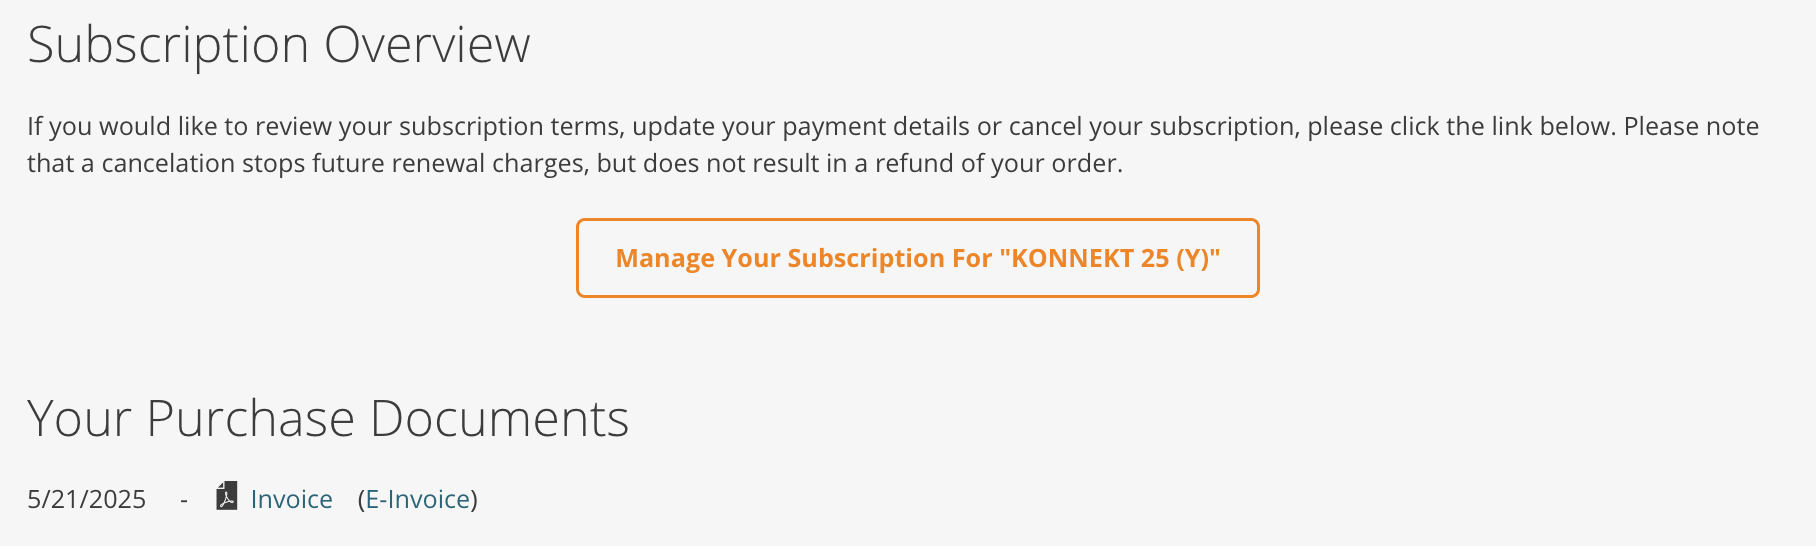 Subscription Overview
If you would like to review your subscription terms, update your payment details or cancel your subscription, please click the link below. Please note
that a cancelation stops future renewal charges, but does not result in a refund of your order.
Manage Your Subscription For "KONNEKT 25 (Y)"
Your Purchase Documents
5/21/2025 - Invoice (E-Invoice)